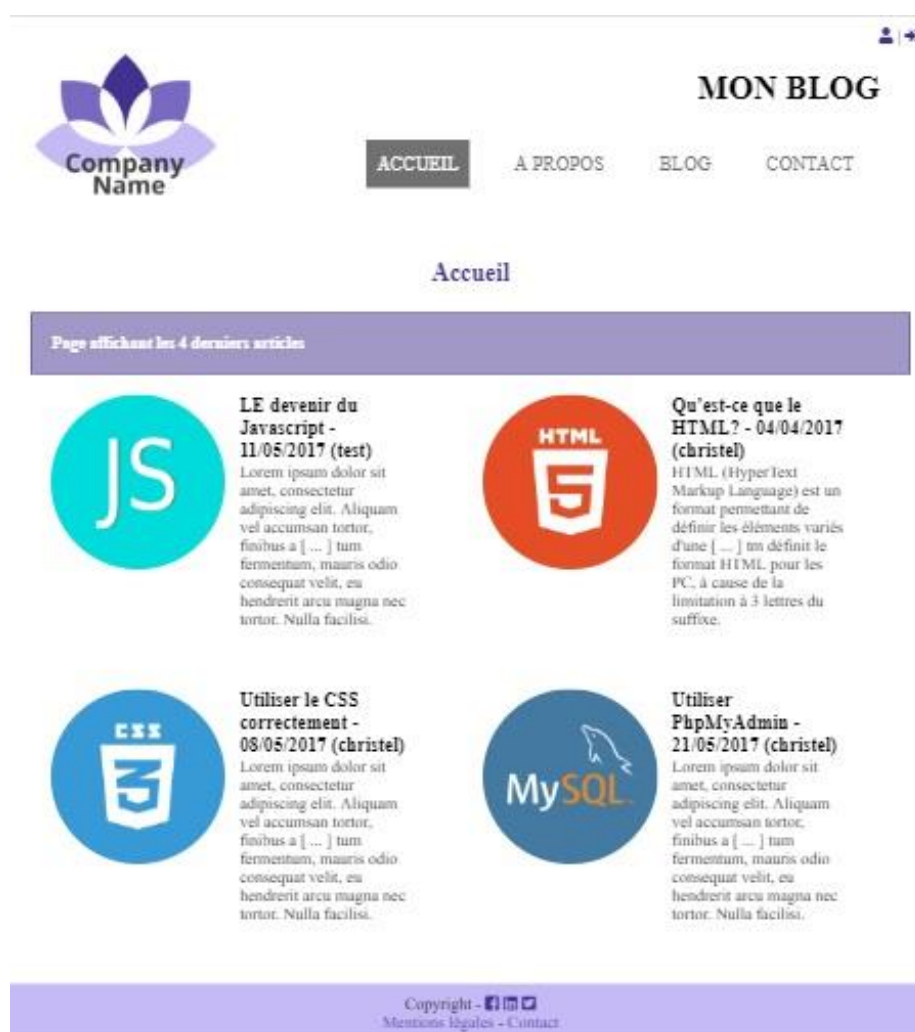 MON BLOG
Company
Name
ACCUEIL
A PROPOS
BLOG
CONTACT
Accueil
Page affichant les 4 derniers articles
JS
LE devenir du
Javascript -
11/05/2017 (test)
Lorem ipsum dolor sit
amet, consectetur
adipiscing elit. Aliquam
vel accumsan tortor,
finibus a [ ... ] tum
fermentum, mauris odio
consequat velit, eu
hendrerit arcu magna nec
tortor. Nulla facilisi.
HTML
5
Qu'est-ce que le
HTML? - 04/04/2017
(christel)
HTML (HyperText
Markup Language) est un
format permettant de
définir les éléments variés
d'une [ ... ] tm définit le
format HTML pour les
PC, à cause de la
limitation à 3 lettres du
suffixe.
CSS
3
Utiliser le CSS
correctement -
08/05/2017 (christel)
Lorem ipsum dolor sit
amet, consectetur
adipiscing elit. Aliquam
vel accumsan tortor,
finibus a [ ... ] tum
fermentum, mauris odio
consequat velit, eu
hendrerit arcu magna nec
tortor. Nulla facilisi.
MySQL
Utiliser
PhpMyAdmin -
21/05/2017 (christel)
Lorem ipsum dolor sit
amet, consectetur
adipiscing elit. Aliquam
vel accumsan tortor,
finibus a [ ... ] tum
fermentum, mauris odio
consequat velit, eu
hendrerit arcu magna nec
tortor. Nulla facilisi.
Copyright -
Mentions légales - Contact